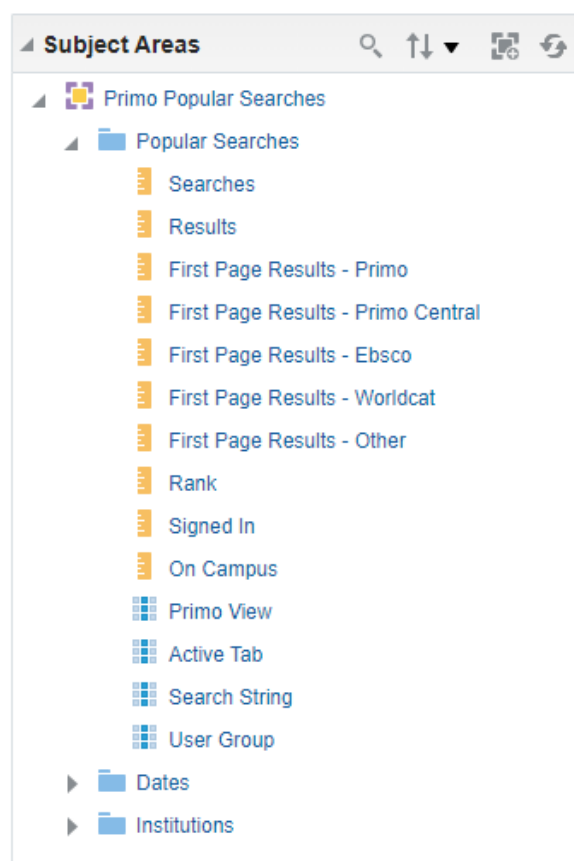 Subject Areas
Primo Popular Searches
Popular Searches
Searches
Results
First Page Results - Primo
First Page Results - Primo Central
First Page Results - Ebsco
First Page Results - Worldcat
First Page Results - Other
Rank
Signed In
On Campus
Primo View
Active Tab
Search String
User Group
Dates
Institutions